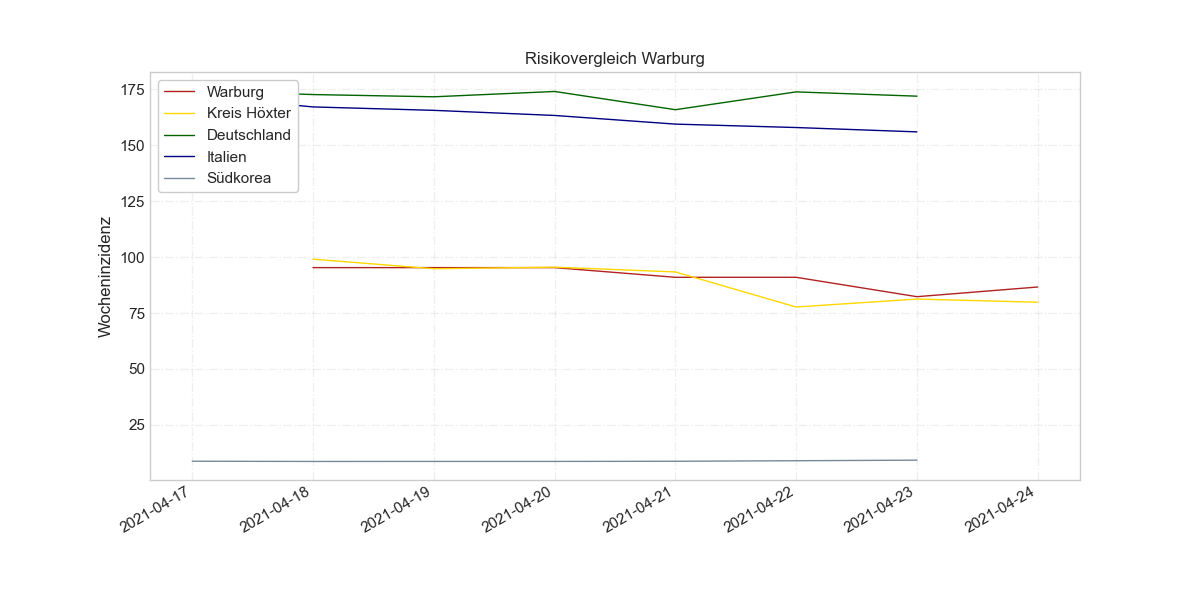 Risikovergleich Warburg
Warburg
Kreis Höxter
Deutschland
Italien
Südkorea
Wocheninzidenz
175
150
125
100
75
50
25
2021-04-17
2021-04-18
2021-04-19
2021-04-20
2021-04-21
2021-04-22
2021-04-23
2021-04-24